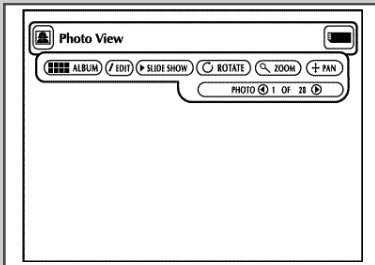 Photo View
ALBUM EDIT SLIDE SHOW ROTATE ZOOM PAN
PHOTO 1 OF 28